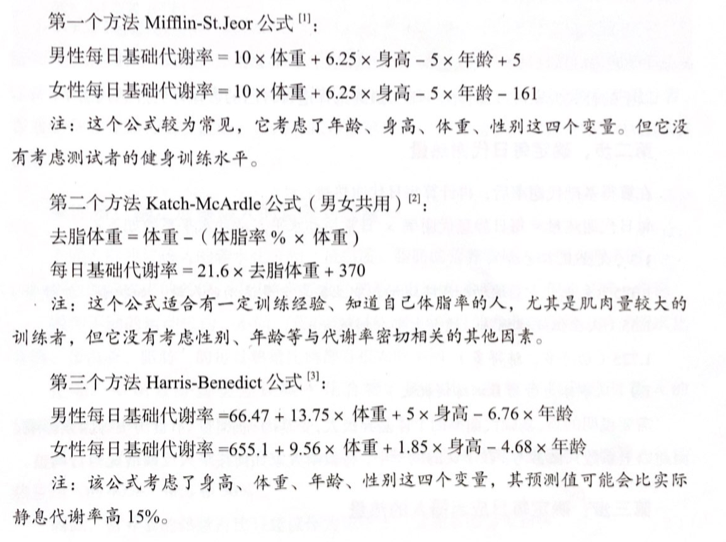 第一个方法 Mifflin-St.Jeor 公式 [1]:
男性每日基础代谢率 = 10 × 体重 + 6.25 × 身高 - 5 × 年龄 + 5
女性每日基础代谢率 = 10 × 体重 + 6.25 × 身高 - 5 × 年龄 - 161
注：这个公式较为常见，它考虑了年龄、身高、体重、性别这四个变量。但它没
有考虑测试者的健身训练水平。
第二个方法 Katch-McArdle 公式（男女共用）[2]:
去脂体重 = 体重 -（体脂率 % × 体重）
每日基础代谢率 = 21.6 × 去脂体重 + 370
注：这个公式适合有一定训练经验、知道自己体脂率的人，尤其是肌肉量较大的
训练者，但它没有考虑性别、年龄等与代谢率密切相关的其他因素。
第三个方法 Harris-Benedict 公式 [3]:
男性每日基础代谢率 =66.47 + 13.75 × 体重 + 5 × 身高 - 6.76 × 年龄
女性每日基础代谢率 =655.1 + 9.56 × 体重 + 1.85 × 身高 - 4.68 × 年龄
注：该公式考虑了身高、体重、年龄、性别这四个变量，其预测值可能会比实际
静息代谢率高 15%。